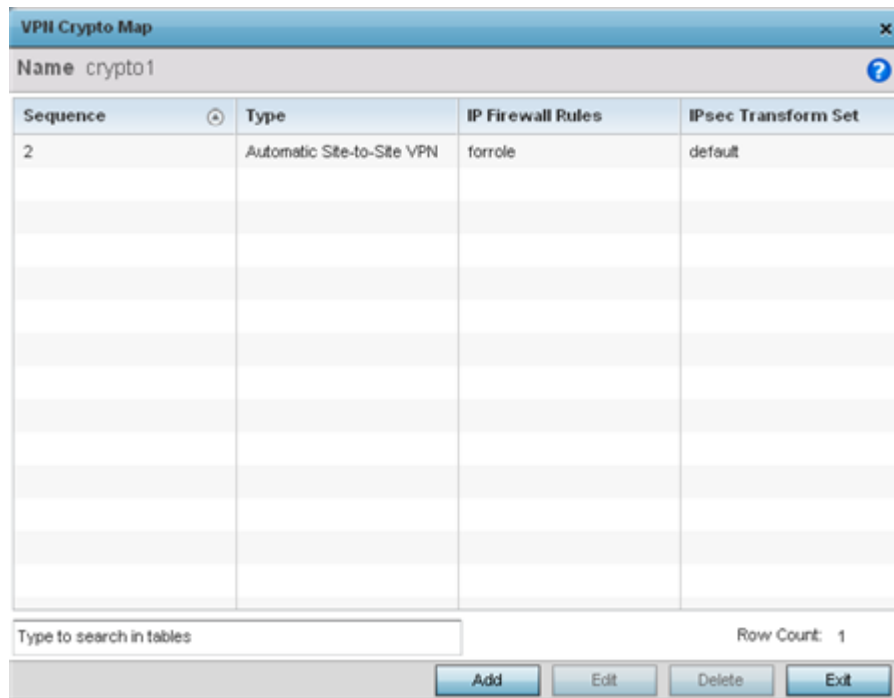 VPN Crypto Map
Name crypto1
Sequence Type IP Firewall Rules IPsec Transform Set
2 Automatic Site-to-Site VPN forrole default
Type to search in tables Row Count: 1
Add Edit Delete Exit